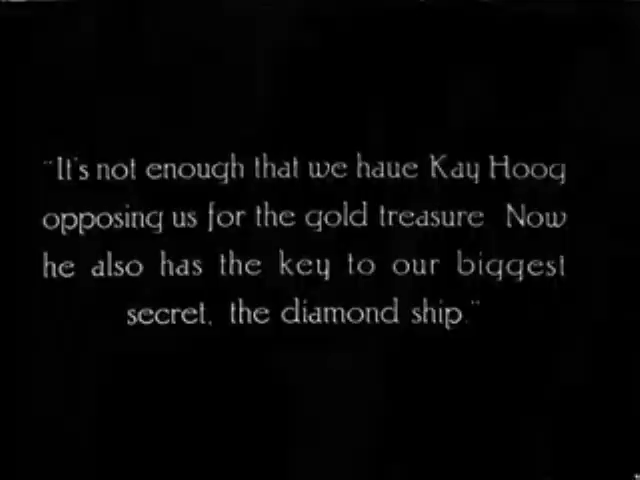 "It's not enough that we have Kay Hoog
opposing us for the gold treasure. Now
he also has the key to our biggest
secret, the diamond ship."